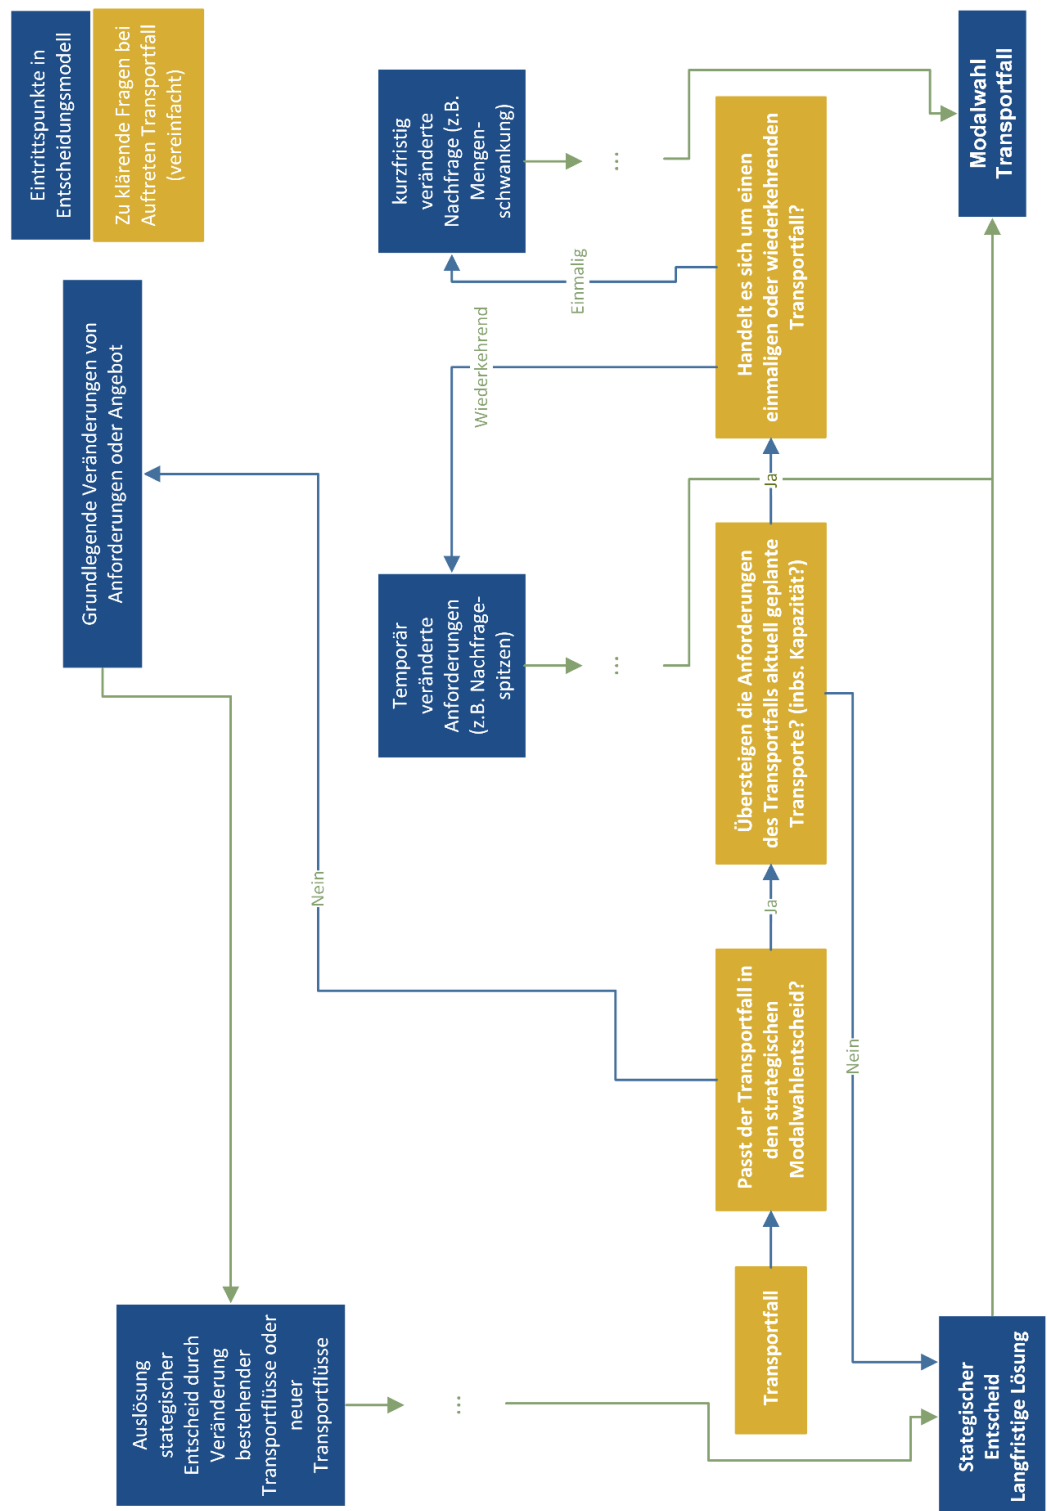 Eintrittspunkte in
Entscheidungsmodell
Zu klärende Fragen bei
Auftreten Transportfall
(vereinfacht)
Grundlegende Veränderungen von
Anforderungen oder Angebot
Auslösung
stategischer
Entscheid durch
Veränderung
bestehender
Transportflüsse oder
neuer
Transportflüsse
...
Nein
Temporär
veränderte
Anforderungen
(z.B. Nachfrage-
spitzen)
...
kurzfristig
veränderte
Nachfrage (z.B.
Mengen-
schwankung)
...
Wiederkehrend
Einmalig
Transportfall
Passt der Transportfall in
den strategischen
Modalwahlentscheid?
Ja
Übersteigen die Anforderungen
des Transportfalls aktuell geplante
Transporte? (inbs. Kapazität?)
Ja
Handelt es sich um einen
einmaligen oder wiederkehrenden
Transportfall?
Nein
Stategischer
Entscheid
Langfristige Lösung
Modalwahl
Transportfall